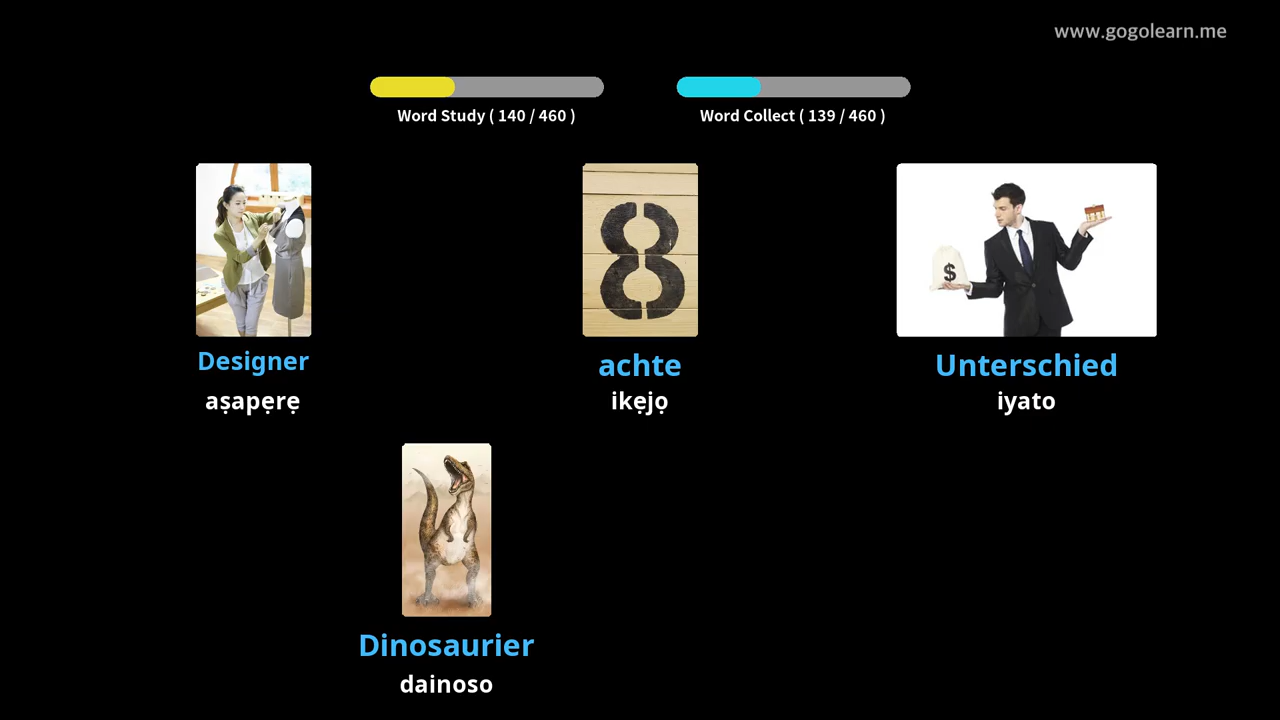 www.gogolearn.me
Word Study ( 140 / 460 )
Word Collect ( 139 / 460 )
8
$
Designer
achte
Unterschied
aṣapẹrẹ
ikẹjọ
iyato
Dinosaurier
dainoso